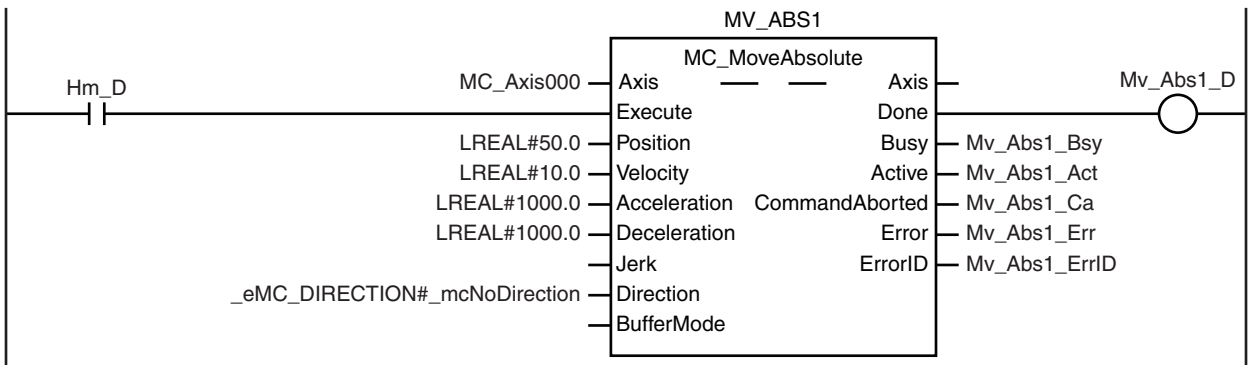 MV_ABS1
MC_MoveAbsolute
MC_Axis000 Axis Axis
Hm_D Mv_Abs1_D
Execute Done
LREAL#50.0 Position Busy Mv_Abs1_Bsy
LREAL#10.0 Velocity Active Mv_Abs1_Act
LREAL#1000.0 Acceleration CommandAborted Mv_Abs1_Ca
LREAL#1000.0 Deceleration Error Mv_Abs1_Err
Jerk ErrorID Mv_Abs1_ErrID
_eMC_DIRECTION#_mcNoDirection Direction
BufferMode